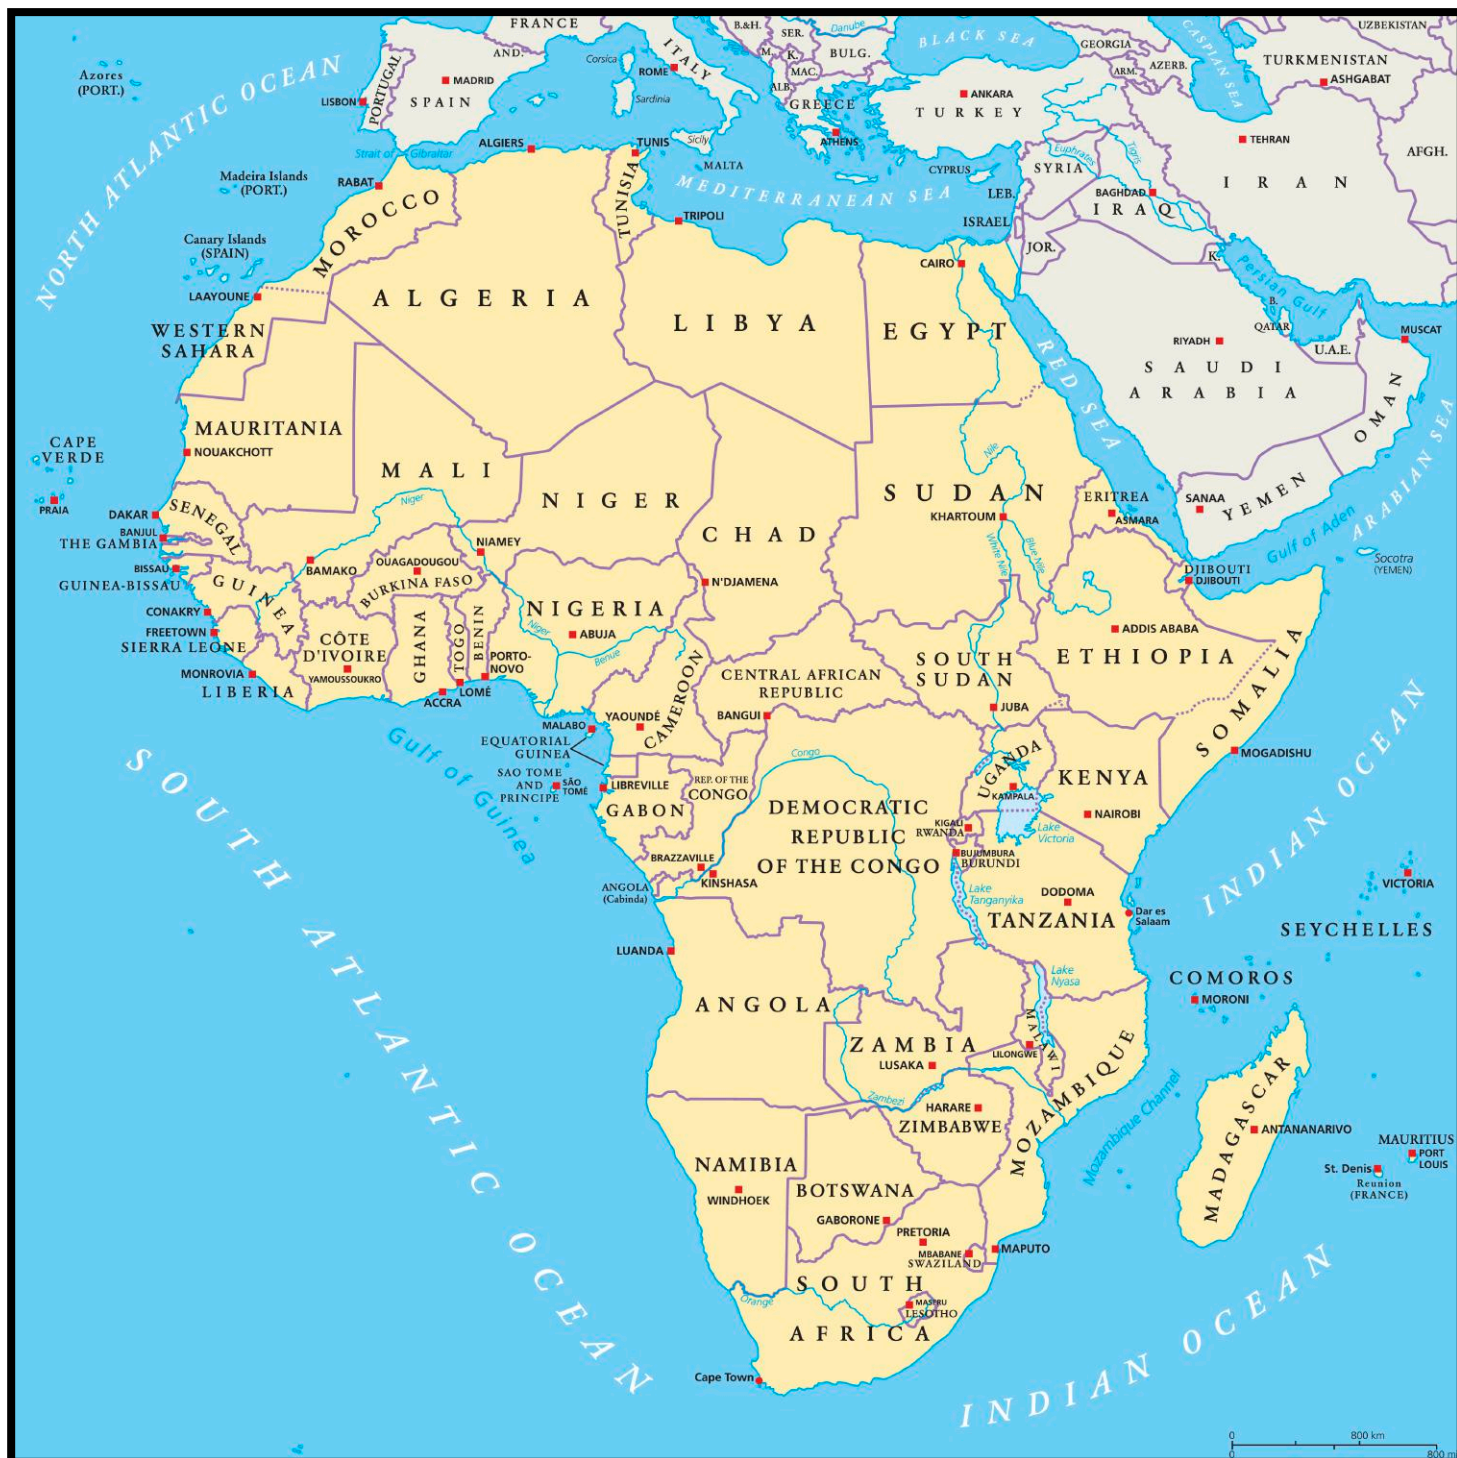 FRANCE
B.&H.
SER.
Danube
BLACK SEA
CASPIAN SEA
UZBEKISTAN
ITALY
AND.
Corsica
M.
K.
BULG.
GEORGIA
TURKMENISTAN
Azores
(PORT.)
NORTH ATLANTIC OCEAN
PORTUGAL
MADRID
SPAIN
LISBON
ROME
Sardinia
MAC.
ALB.
GREECE
ATHENS
ANKARA
TURKEY
ARM.
AZERB.
ASHGABAT
TEHRAN
AFGH.
IRAN
Strait of Gibraltar
ALGIERS
TUNIS
Sicily
MALTA
MEDITERRANEAN SEA
CYPRUS
LEB.
SYRIA
Euphrates
Tigris
BAGHDAD
IRAQ
ISRAEL
JOR.
K.
Persian Gulf
Madeira Islands
(PORT.)
RABAT
MOROCCO
TUNISIA
TRIPOLI
Canary Islands
(SPAIN)
LAAYOUNE
WESTERN
SAHARA
ALGERIA
LIBYA
CAIRO
EGYPT
RED SEA
B.
QATAR
U.A.E.
MUSCAT
RIYADH
SAUDI
ARABIA
OMAN
ARABIAN SEA
CAPE
VERDE
PRAIA
MAURITANIA
NOUAKCHOTT
MALI
Niger
NIGER
CHAD
SUDAN
Nile
KHARTOUM
White Nile
Blue Nile
ERITREA
ASMARA
SANAA
YEMEN
Gulf of Aden
Socotra
(YEMEN)
DAKAR
SENEGAL
BANJUL
THE GAMBIA
BISSAU
GUINEA-BISSAU
GUINEA
BAMAKO
OUAGADOUGOU
BURKINA FASO
NIAMEY
N'DJAMENA
DJIBOUTI
DJIBOUTI
CONAKRY
FREETOWN
SIERRA LEONE
MONROVIA
LIBERIA
CÔTE
D'IVOIRE
YAMOUSSOUKRO
GHANA
TOGO
BENIN
ACCRA
LOMÉ
PORTO-
NOVO
NIGERIA
ABUJA
Niger
Benue
CAMEROON
YAOUNDÉ
CENTRAL AFRICAN
REPUBLIC
BANGUI
SOUTH
SUDAN
JUBA
ADDIS ABABA
ETHIOPIA
SOMALIA
MOGADISHU
Gulf of Guinea
MALABO
EQUATORIAL
GUINEA
SAO TOME
AND
PRINCIPE
SÃO
TOMÉ
LIBREVILLE
GABON
REP. OF THE
CONGO
Congo
DEMOCRATIC
REPUBLIC
OF THE CONGO
BRAZZAVILLE
KINSHASA
ANGOLA
(Cabinda)
UGANDA
KAMPALA
KENYA
NAIROBI
KIGALI
RWANDA
BUJUMBURA
BURUNDI
Lake
Victoria
Lake
Tanganyika
DODOMA
TANZANIA
Dar es
Salaam
INDIAN OCEAN
VICTORIA
SEYCHELLES
SOUTH ATLANTIC OCEAN
LUANDA
ANGOLA
ZAMBIA
LUSAKA
Lake
Nyasa
MALAWI
LILONGWE
COMOROS
MORONI
Zambezi
HARARE
ZIMBABWE
MOZAMBIQUE
Mozambique Channel
MADAGASCAR
ANTANANARIVO
MAURITIUS
PORT
LOUIS
St. Denis
Reunion
(FRANCE)
NAMIBIA
WINDHOEK
BOTSWANA
GABORONE
PRETORIA
MBABANE
SWAZILAND
MAPUTO
SOUTH
AFRICA
Orange
MASERU
LESOTHO
Cape Town
INDIAN OCEAN
0
800 km
0
800 mi